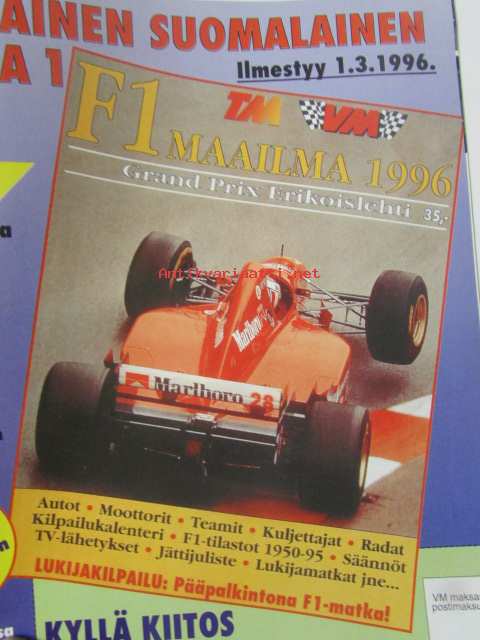 AINEN SUOMALAINEN
A 1
Ilmestyy 1.3.1996.
TM VM
F1 MAAILMA 1996
Grand Prix Erikoislehti 35,-
a
Antikvariaatti.net
Marlboro
Marlboro 28
Autot • Moottorit • Teamit • Kuljettajat • Radat
Kilpailukalenteri • F1-tilastot 1950-95 • Säännöt
TV-lähetykset • Jättijuliste • Lukijamatkat jne...
LUKIJAKILPAILU: Pääpalkintona F1-matka!
n
sa
VM maksa
postimaksu
KYLLÄ KIITOS